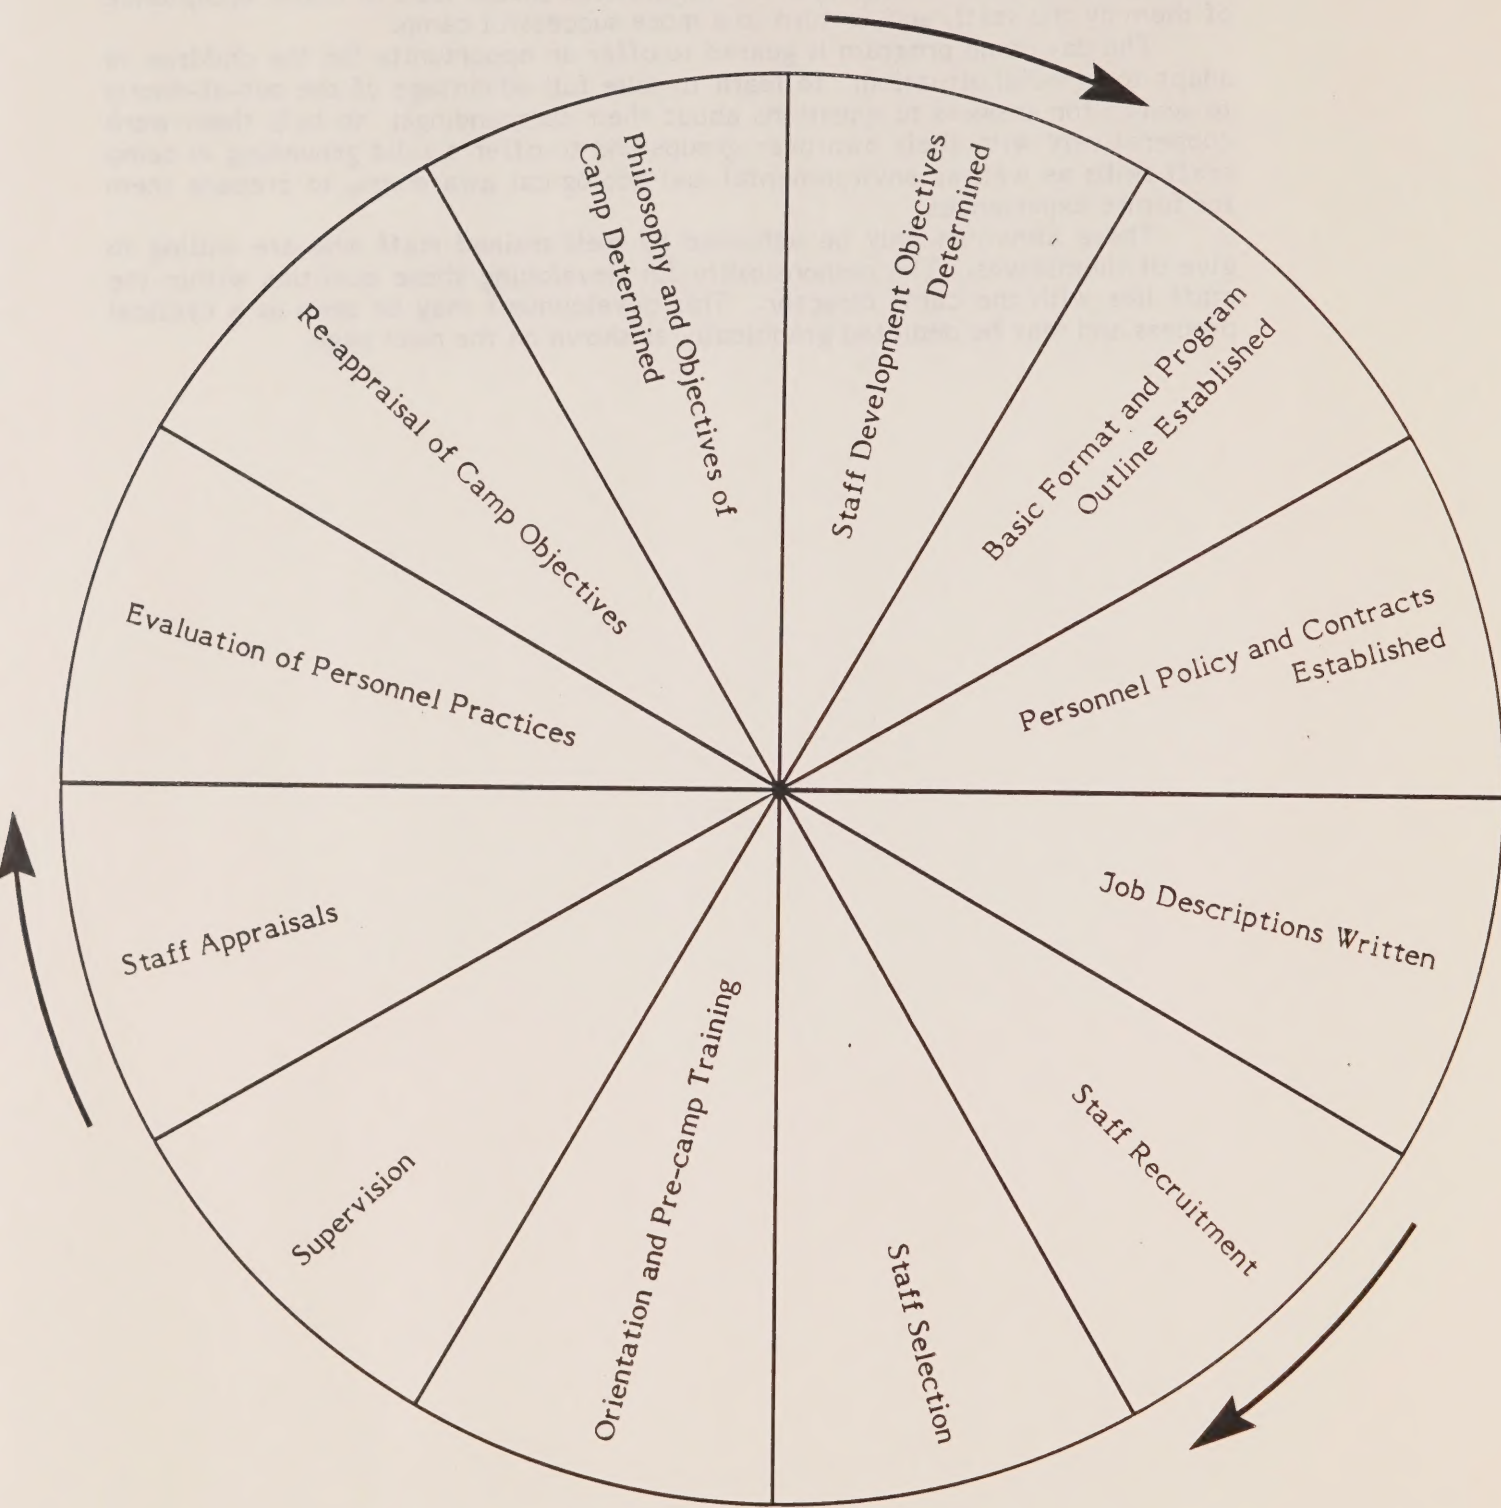 Philosophy and Objectives of
Camp Determined
Staff Development Objectives
Determined
Basic Format and Program
Outline Established
Personnel Policy and Contracts
Established
Job Descriptions Written
Staff Recruitment
Staff Selection
Orientation and Pre-camp Training
Supervision
Staff Appraisals
Evaluation of Personnel Practices
Re-appraisal of Camp Objectives